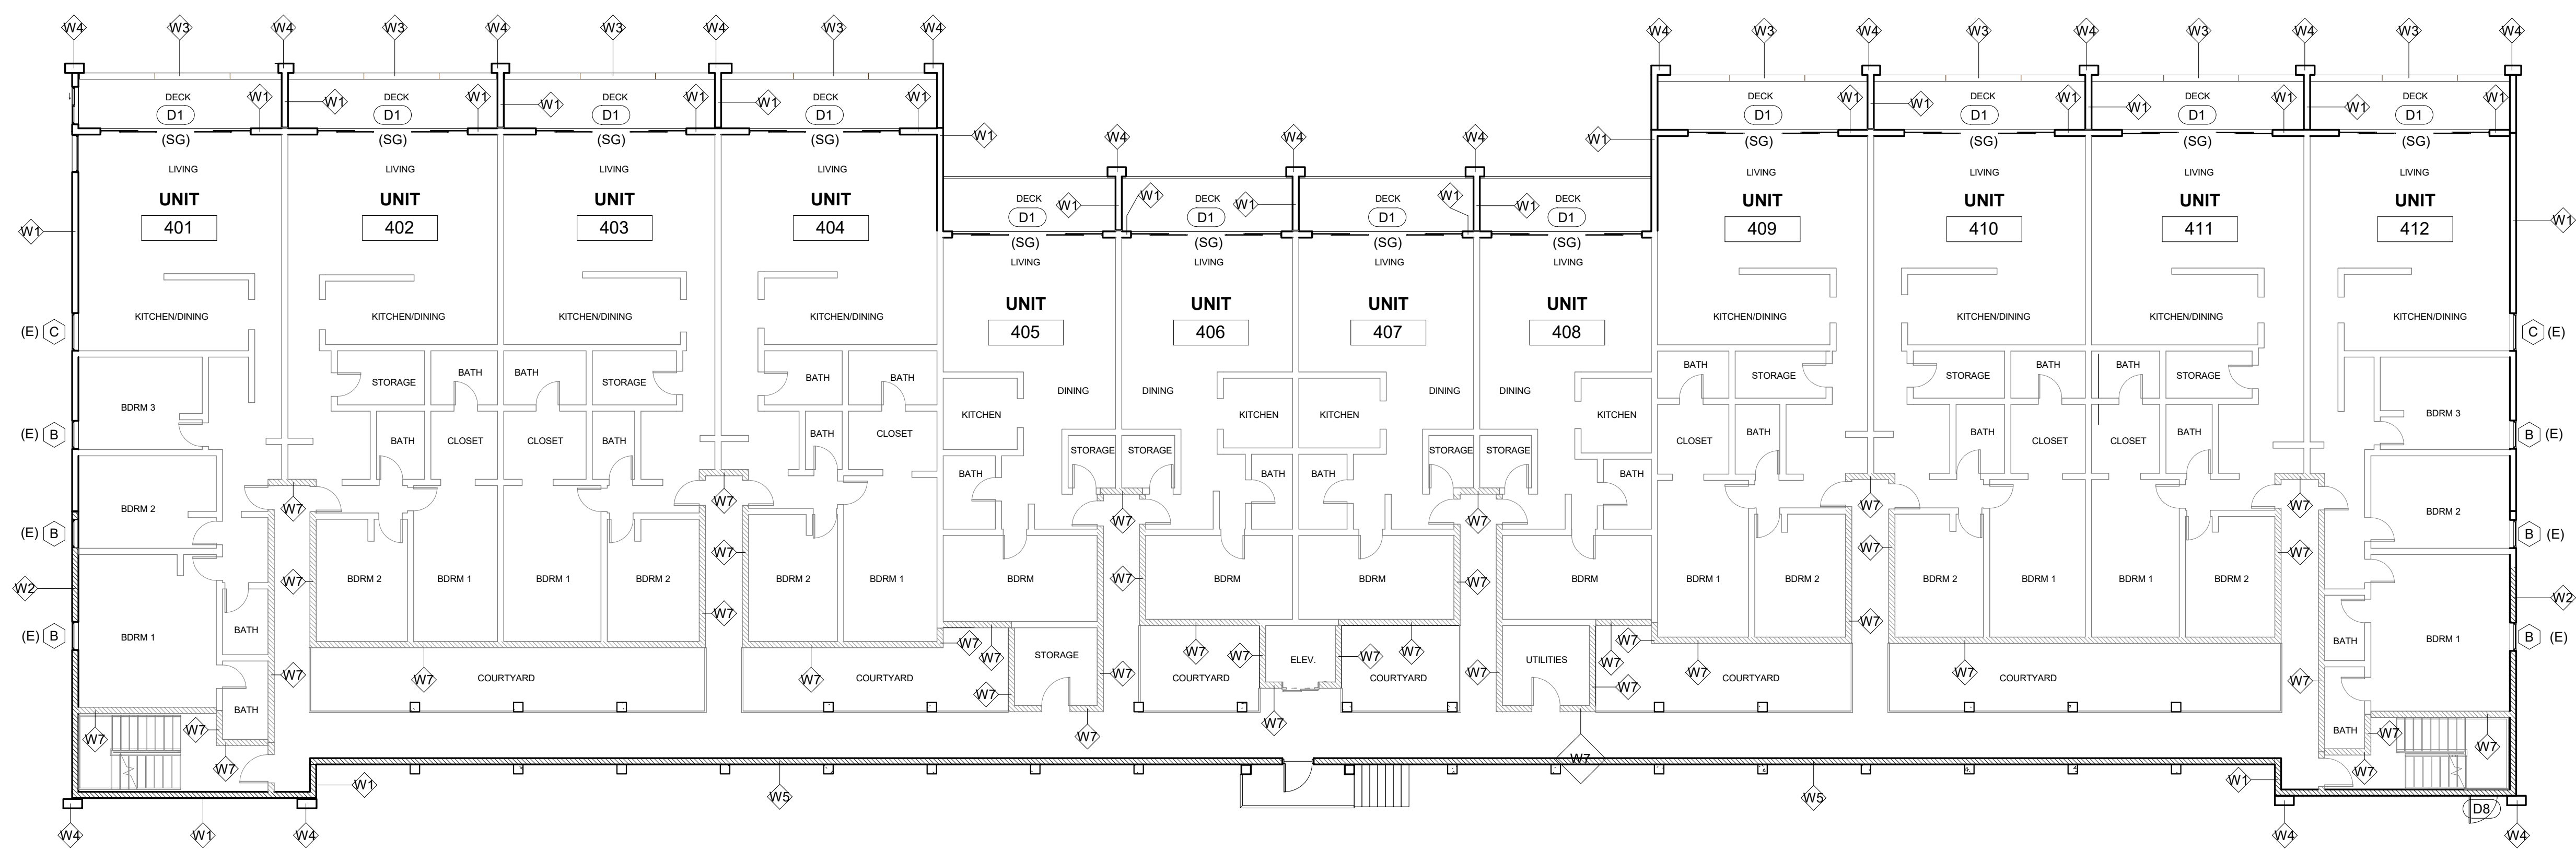 W4 W3 W4 W3 W4 W3 W4 W3 W4 W4 W3 W4 W3 W4 W3 W4 W3 W4
DECK DECK DECK DECK DECK DECK DECK DECK
W1 W1 W1 W1 W1 W1 W1 W1 W1 W1 W1 W1 W1
D1 D1 D1 D1 D1 D1 D1 D1
W1 W4 W4 W4 W1
(SG) (SG) (SG) (SG) (SG) (SG) (SG) (SG)
LIVING LIVING LIVING LIVING LIVING LIVING LIVING LIVING
UNIT UNIT UNIT UNIT UNIT UNIT UNIT UNIT
401 402 403 404 409 410 411 412
DECK DECK DECK DECK
W1 W1 W1 W1 W1
D1 D1 D1 D1
W1 W1
(SG) (SG) (SG) (SG)
LIVING LIVING LIVING LIVING
UNIT UNIT UNIT UNIT
405 406 407 408
KITCHEN/DINING KITCHEN/DINING KITCHEN/DINING KITCHEN/DINING KITCHEN/DINING KITCHEN/DINING KITCHEN/DINING KITCHEN/DINING
(E) C C (E)
BATH BATH BATH BATH BATH BATH BATH
STORAGE STORAGE STORAGE STORAGE STORAGE
DINING DINING DINING DINING
BDRM 3 KITCHEN KITCHEN KITCHEN KITCHEN BDRM 3
(E) B B (E)
BATH CLOSET CLOSET BATH BATH CLOSET CLOSET BATH BATH CLOSET CLOSET BATH
STORAGE STORAGE STORAGE STORAGE
BATH BATH BATH BATH
BDRM 2 W7 W7 W7 W7 W7 W7 BDRM 2
(E) B B (E)
W7 W7 W7 W7
W2 W7 BDRM 2 BDRM 1 BDRM 1 BDRM 2 BDRM 2 BDRM 1 BDRM W7 BDRM BDRM W7 BDRM BDRM 1 BDRM 2 BDRM 2 BDRM 1 BDRM 1 BDRM 2 W2
W7 W7
(E) B BDRM 1 BATH BATH BDRM 1 B (E)
W7 W7 STORAGE W7 W7 ELEV. W7 W7 UTILITIES W7 W7
W7 W7 COURTYARD W7 COURTYARD W7 W7 COURTYARD COURTYARD W7 W7 W7 COURTYARD W7 COURTYARD W7
BATH BATH
W7 W7 W7 W7 W7 W7 W7
W7 W7 W7
W1 W5 W5 W1
D8
W4 W1 W4 W4 W4